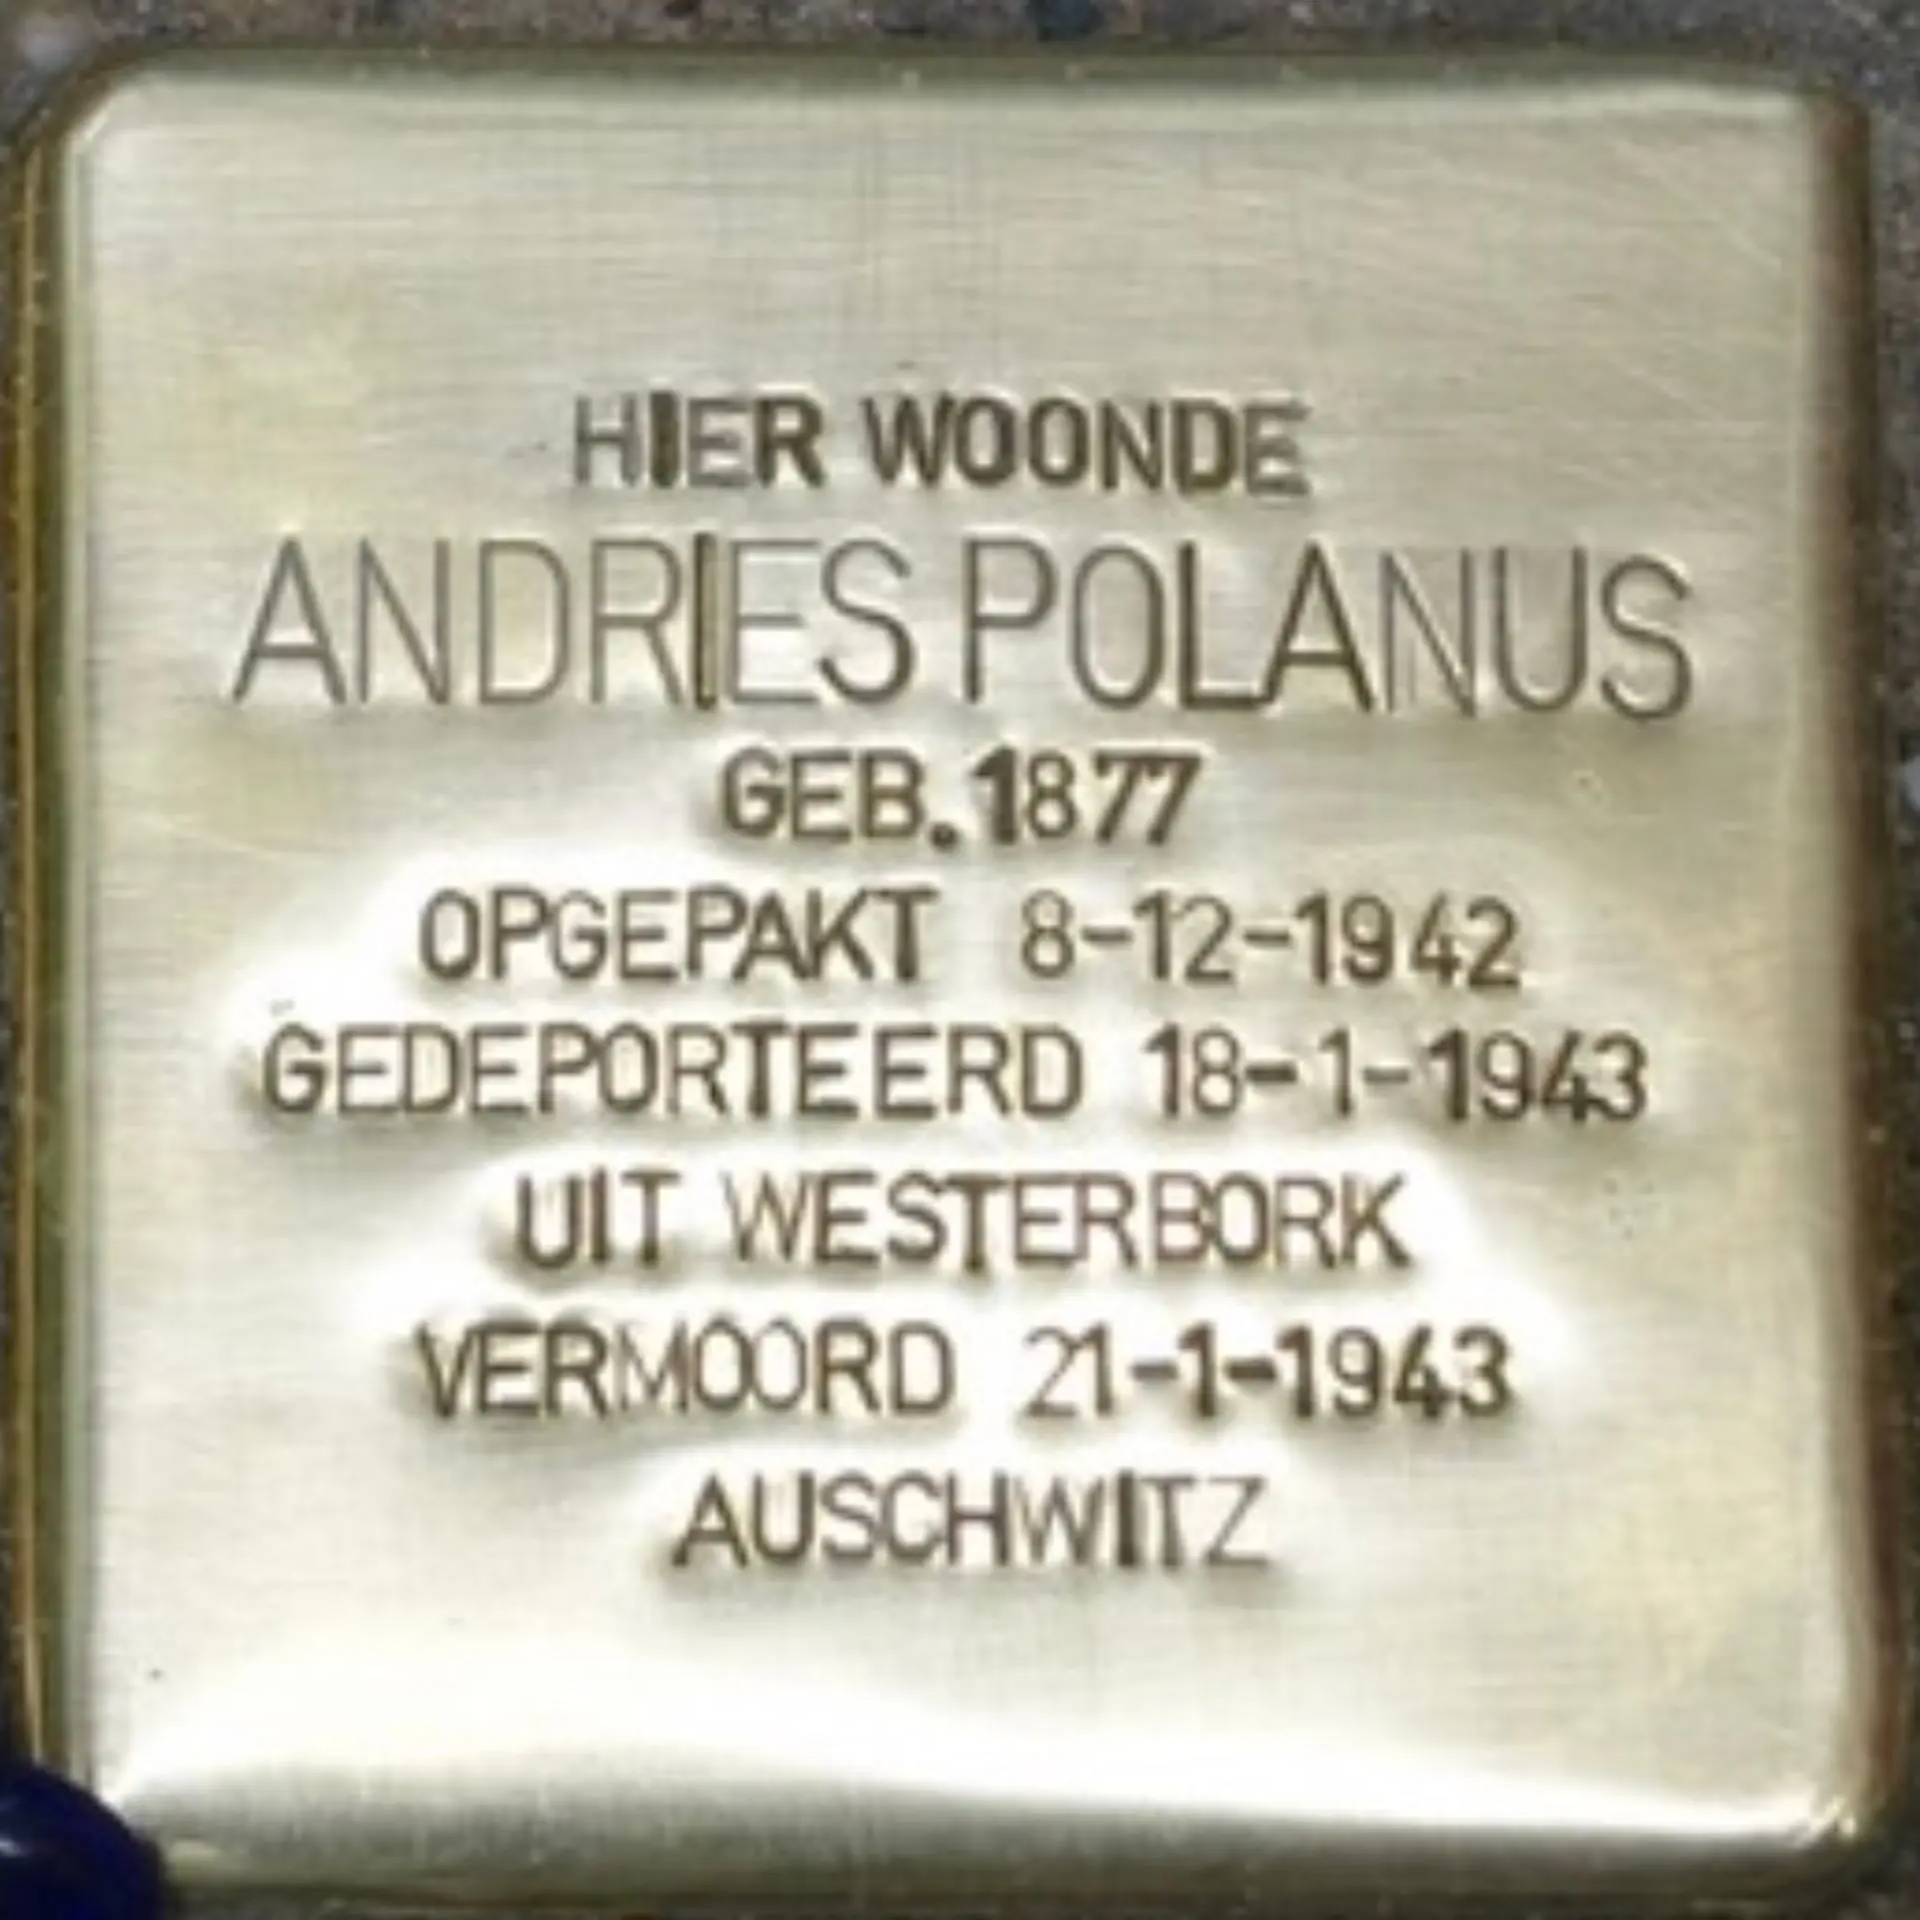 HIER WOONDE
ANDRIES POLANUS
GEB. 1877
OPGEPAKT 8-12-1942
GEDEPORTEERD 18-1-1943
UIT WESTERBORK
VERMOORD 21-1-1943
AUSCHWITZ